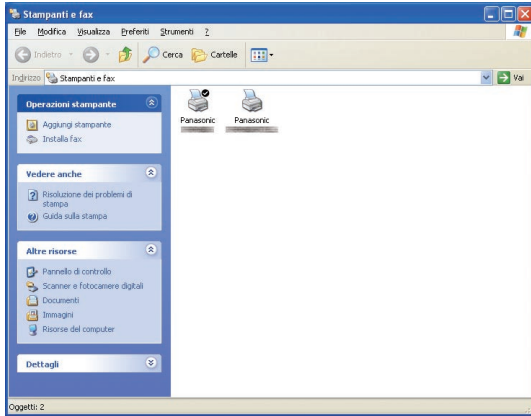 Stampanti e fax
File Modifica Visualizza Preferiti Strumenti ?
Indietro Cerca Cartelle
Indirizzo Stampanti e fax Vai
Operazioni stampante
Aggiungi stampante
Installa fax
Vedere anche
Risoluzione dei problemi di
stampa
Guida sulla stampa
Altre risorse
Pannello di controllo
Scanner e fotocamere digitali
Documenti
Immagini
Risorse del computer
Dettagli
Panasonic
Panasonic
Oggetti: 2